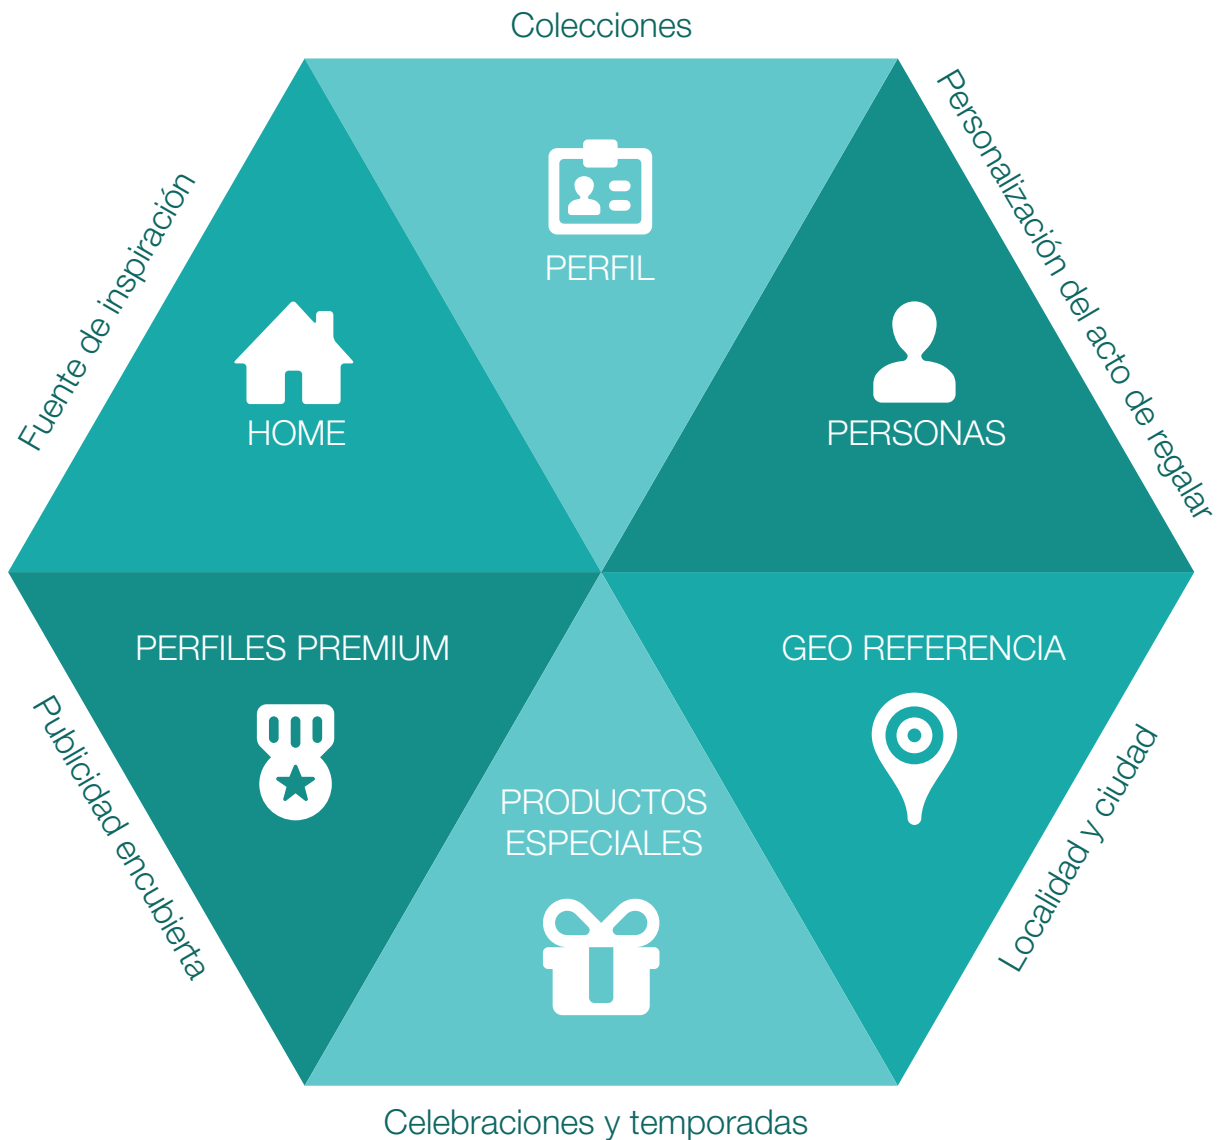 Colecciones
PERFIL
Personalización del acto de regalar
Fuente de inspiración
HOME
PERSONAS
PERFILES PREMIUM
GEO REFERENCIA
Publicidad encubierta
PRODUCTOS
ESPECIALES
Localidad y ciudad
Celebraciones y temporadas